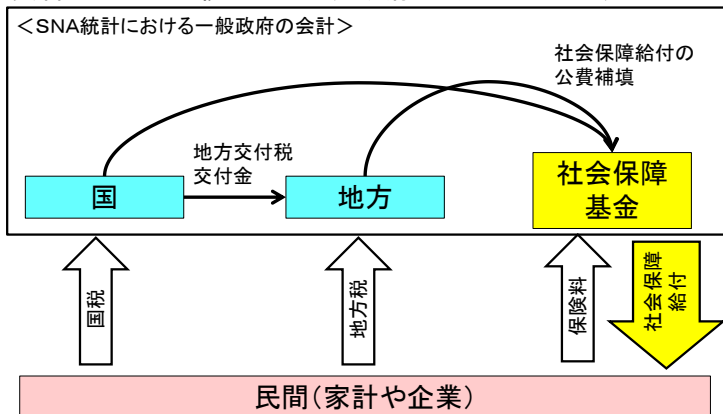 ＜SNA統計における一般政府の会計＞
社会保障給付の
公費補填
地方交付税
交付金
国
地方
社会保障
基金
国税
地方税
保険料
社会保障
給付
民間(家計や企業)